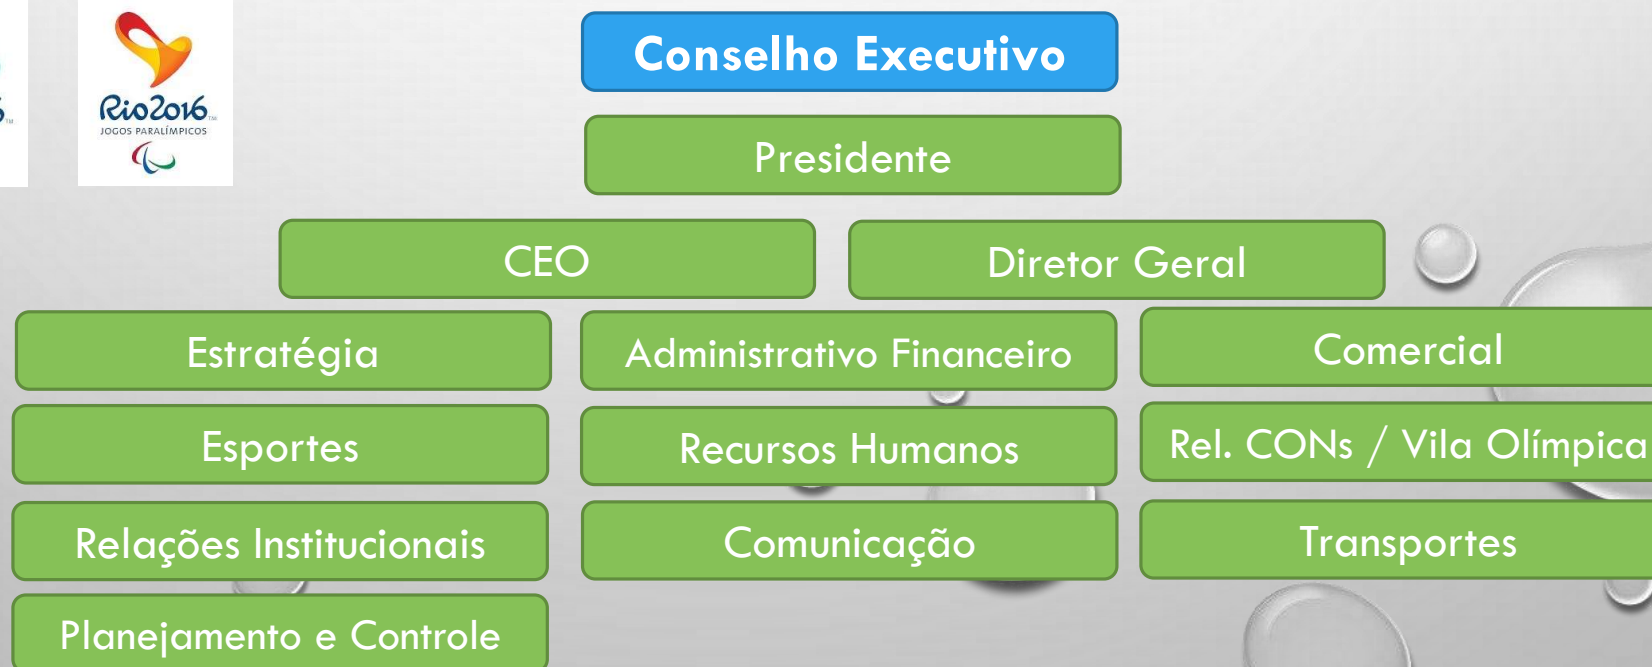 Rio2016
JOGOS PARALÍMPICOS
Conselho Executivo
Presidente
CEO
Diretor Geral
Estratégia
Administrativo Financeiro
Comercial
Esportes
Recursos Humanos
Rel. CONs / Vila Olímpica
Relações Institucionais
Comunicação
Transportes
Planejamento e Controle